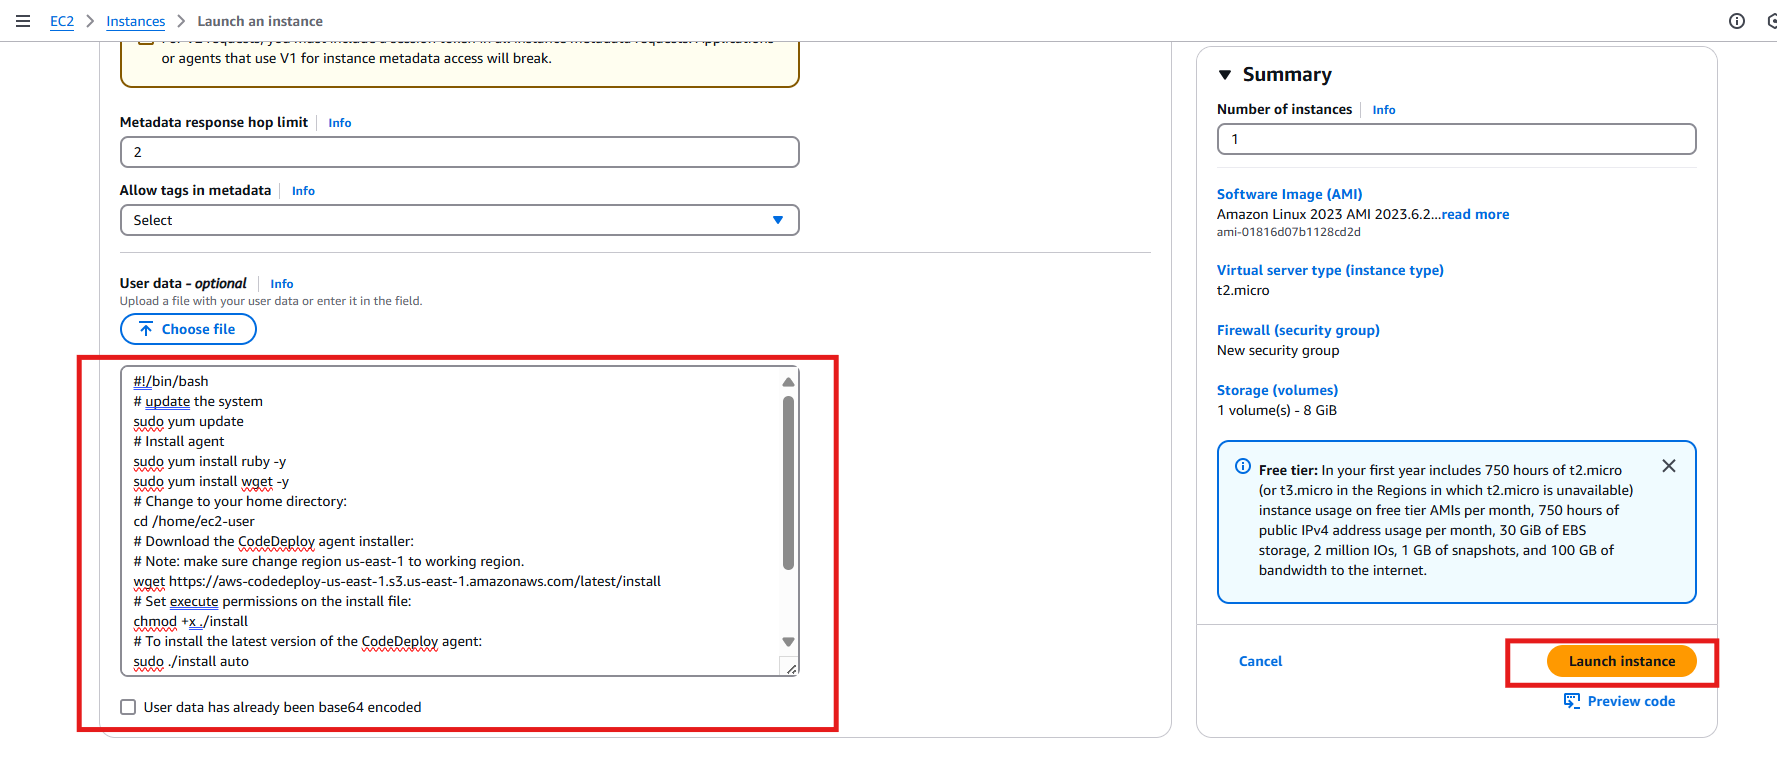 EC2 > Instances > Launch an instance
or agents that use V1 for instance metadata access will break.
Metadata response hop limit | Info
2
Allow tags in metadata | Info
Select
User data - optional | Info
Upload a file with your user data or enter it in the field.
Choose file
#!/bin/bash
# update the system
sudo yum update
# Install agent
sudo yum install ruby -y
sudo yum install wget -y
# Change to your home directory:
cd /home/ec2-user
# Download the CodeDeploy agent installer:
# Note: make sure change region us-east-1 to working region.
wget https://aws-codedeploy-us-east-1.s3.us-east-1.amazonaws.com/latest/install
# Set execute permissions on the install file:
chmod +x ./install
# To install the latest version of the CodeDeploy agent:
sudo ./install auto
User data has already been base64 encoded
Summary
Number of instances | Info
1
Software Image (AMI)
Amazon Linux 2023 AMI 2023.6.2...read more
ami-01816d07b1128cd2d
Virtual server type (instance type)
t2.micro
Firewall (security group)
New security group
Storage (volumes)
1 volume(s) - 8 GiB
Free tier: In your first year includes 750 hours of t2.micro
(or t3.micro in the Regions in which t2.micro is unavailable)
instance usage on free tier AMIs per month, 750 hours of
public IPv4 address usage per month, 30 GiB of EBS
storage, 2 million IOs, 1 GB of snapshots, and 100 GB of
bandwidth to the internet.
Cancel
Launch instance
Preview code